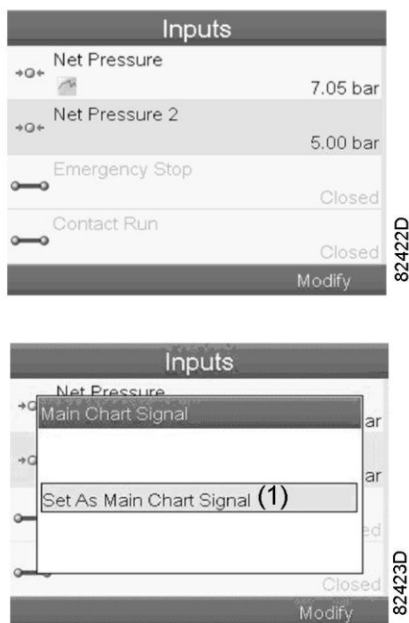 Inputs
Net Pressure
7.05 bar
Net Pressure 2
5.00 bar
Emergency Stop
Closed
Contact Run
Closed
Modify
82422D
Inputs
Net Pressure
ar
Main Chart Signal
ar
Set As Main Chart Signal (1)
ed
Closed
Modify
82423D